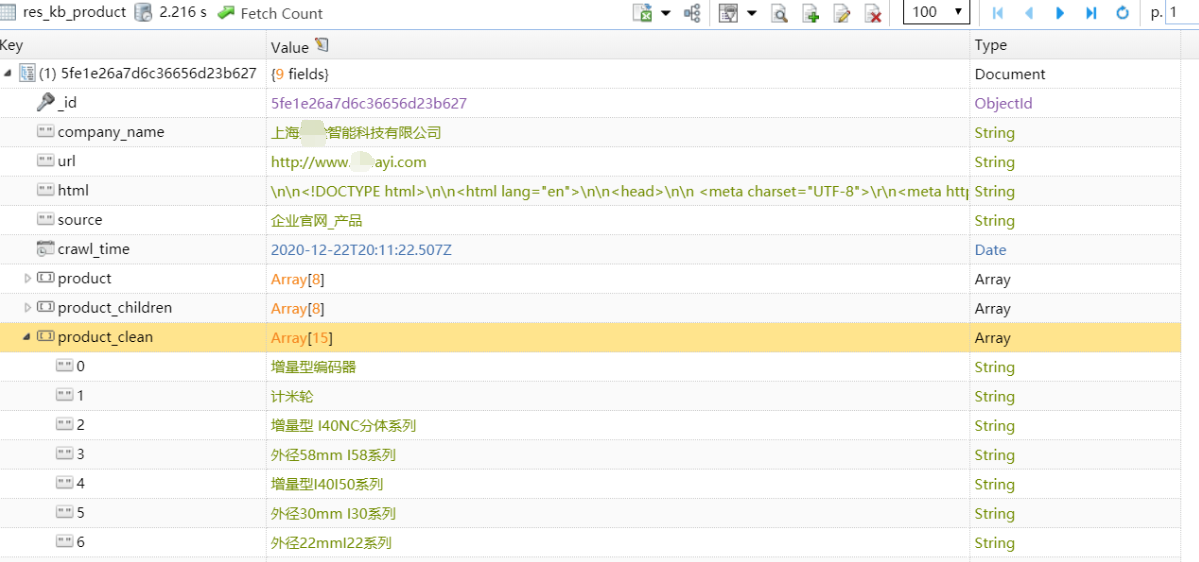 res_kb_product 2.216 s Fetch Count 100 p. 1
Key Value Type
(1) 5fe1e26a7d6c36656d23b627 {9 fields} Document
_id 5fe1e26a7d6c36656d23b627 ObjectId
company_name 上海 智能科技有限公司 String
url http://www. ayi.com String
html \n\n<!DOCTYPE html>\n\n<html lang="en">\n\n<head>\n\n <meta charset="UTF-8">\r\n<meta http String
source 企业官网_产品 String
crawl_time 2020-12-22T20:11:22.507Z Date
product Array[8] Array
product_children Array[8] Array
product_clean Array[15] Array
0 增量型编码器 String
1 计米轮 String
2 增量型 I40NC分体系列 String
3 外径58mm I58系列 String
4 增量型I40I50系列 String
5 外径30mm I30系列 String
6 外径22mmI22系列 String